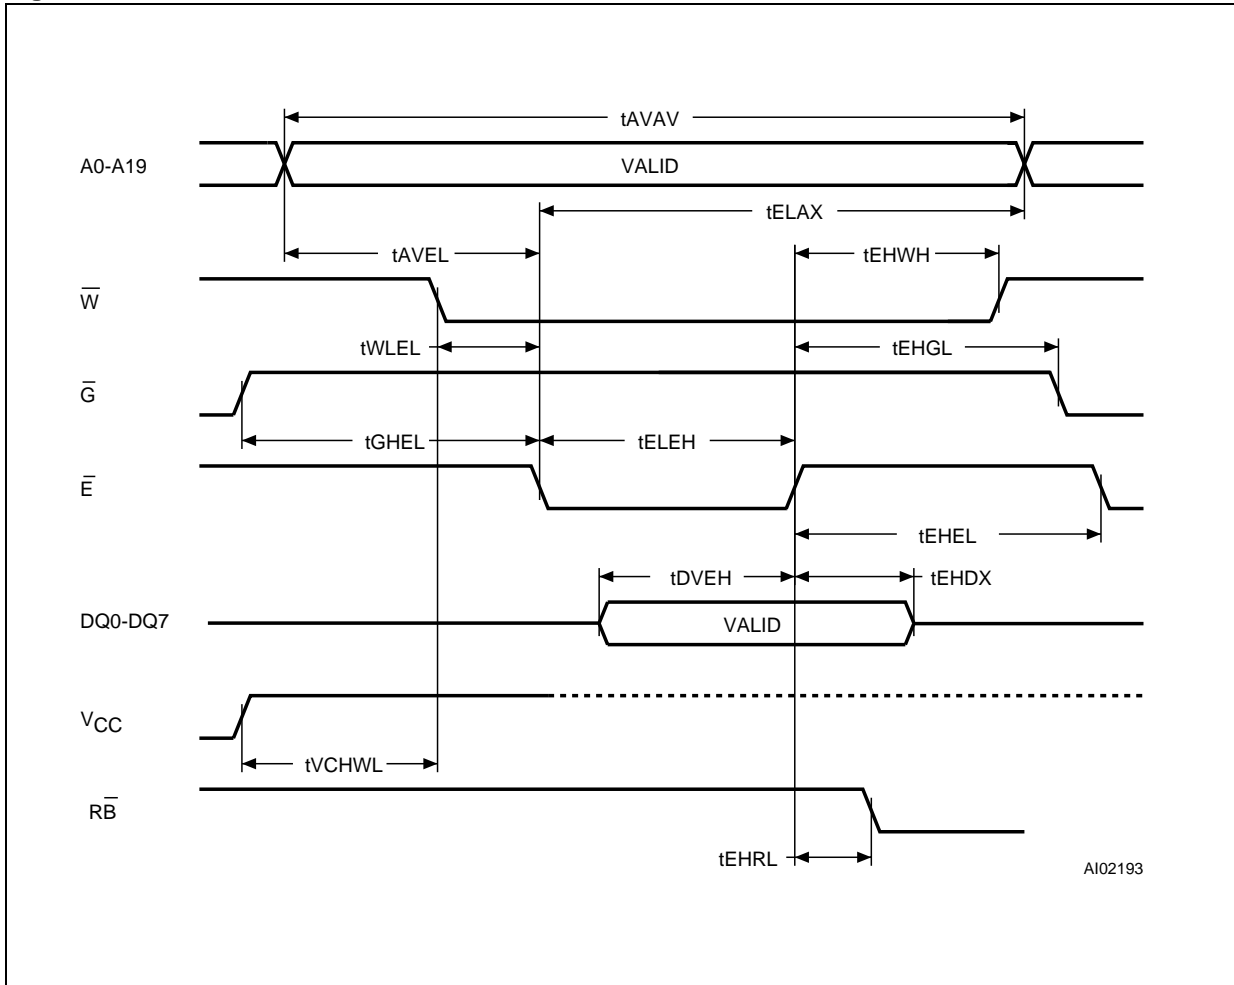 tAVAV
A0-A19
VALID
tELAX
tAVEL
tEHWH
W̅
tWLEL
tEHGL
G̅
tGHEL
tELEH
E̅
tEHEL
tDVEH
tEHDX
DQ0-DQ7
VALID
VCC
tVCHWL
RB̅
tEHRL
AI02193